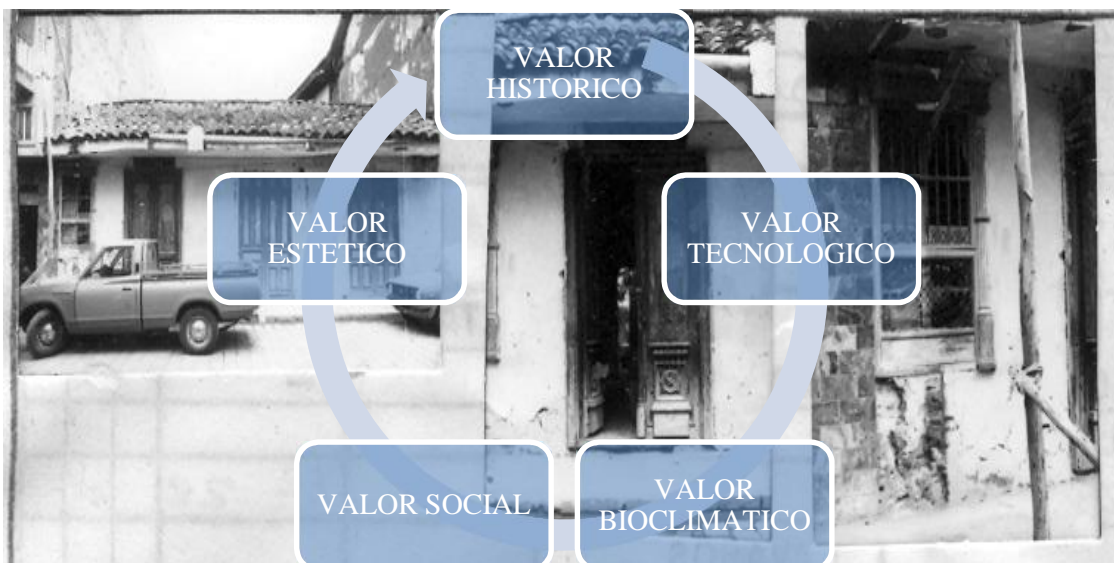 VALOR
HISTORICO
VALOR
ESTETICO
VALOR
TECNOLOGICO
VALOR SOCIAL
VALOR
BIOCLIMATICO